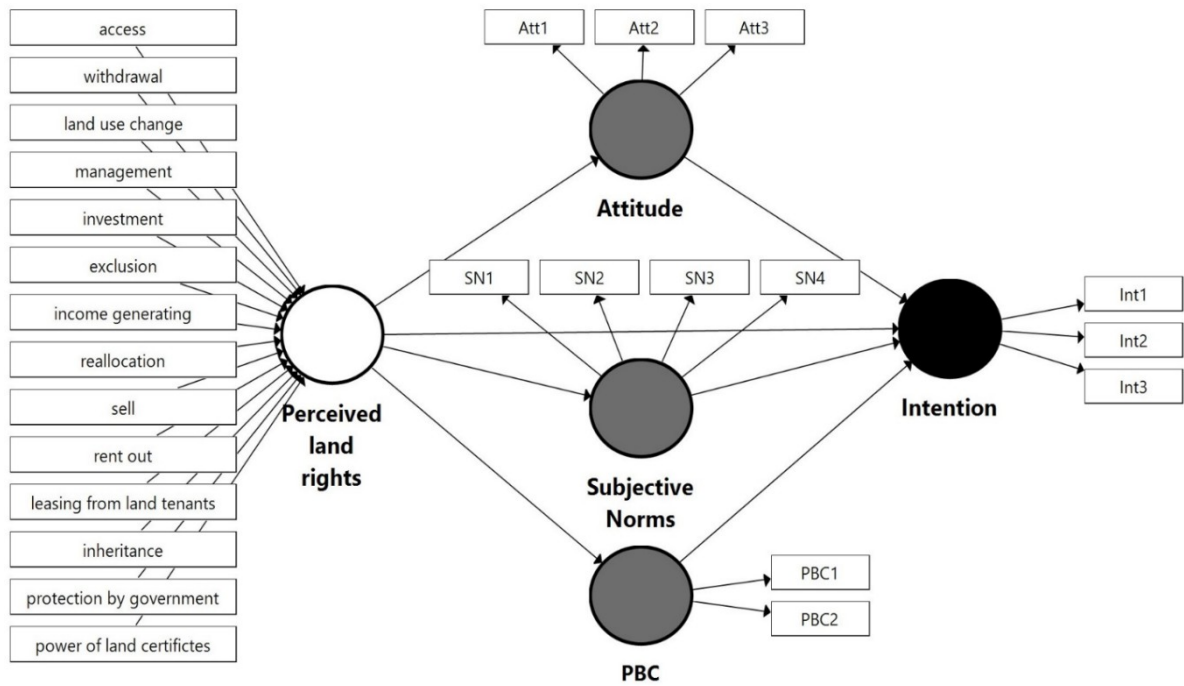 access
withdrawal
land use change
management
investment
exclusion
income generating
reallocation
sell
rent out
leasing from land tenants
inheritance
protection by government
power of land certifictes
Perceived
land
rights
Att1 Att2 Att3
Attitude
SN1 SN2 SN3 SN4
Subjective
Norms
PBC1
PBC2
PBC
Intention
Int1
Int2
Int3